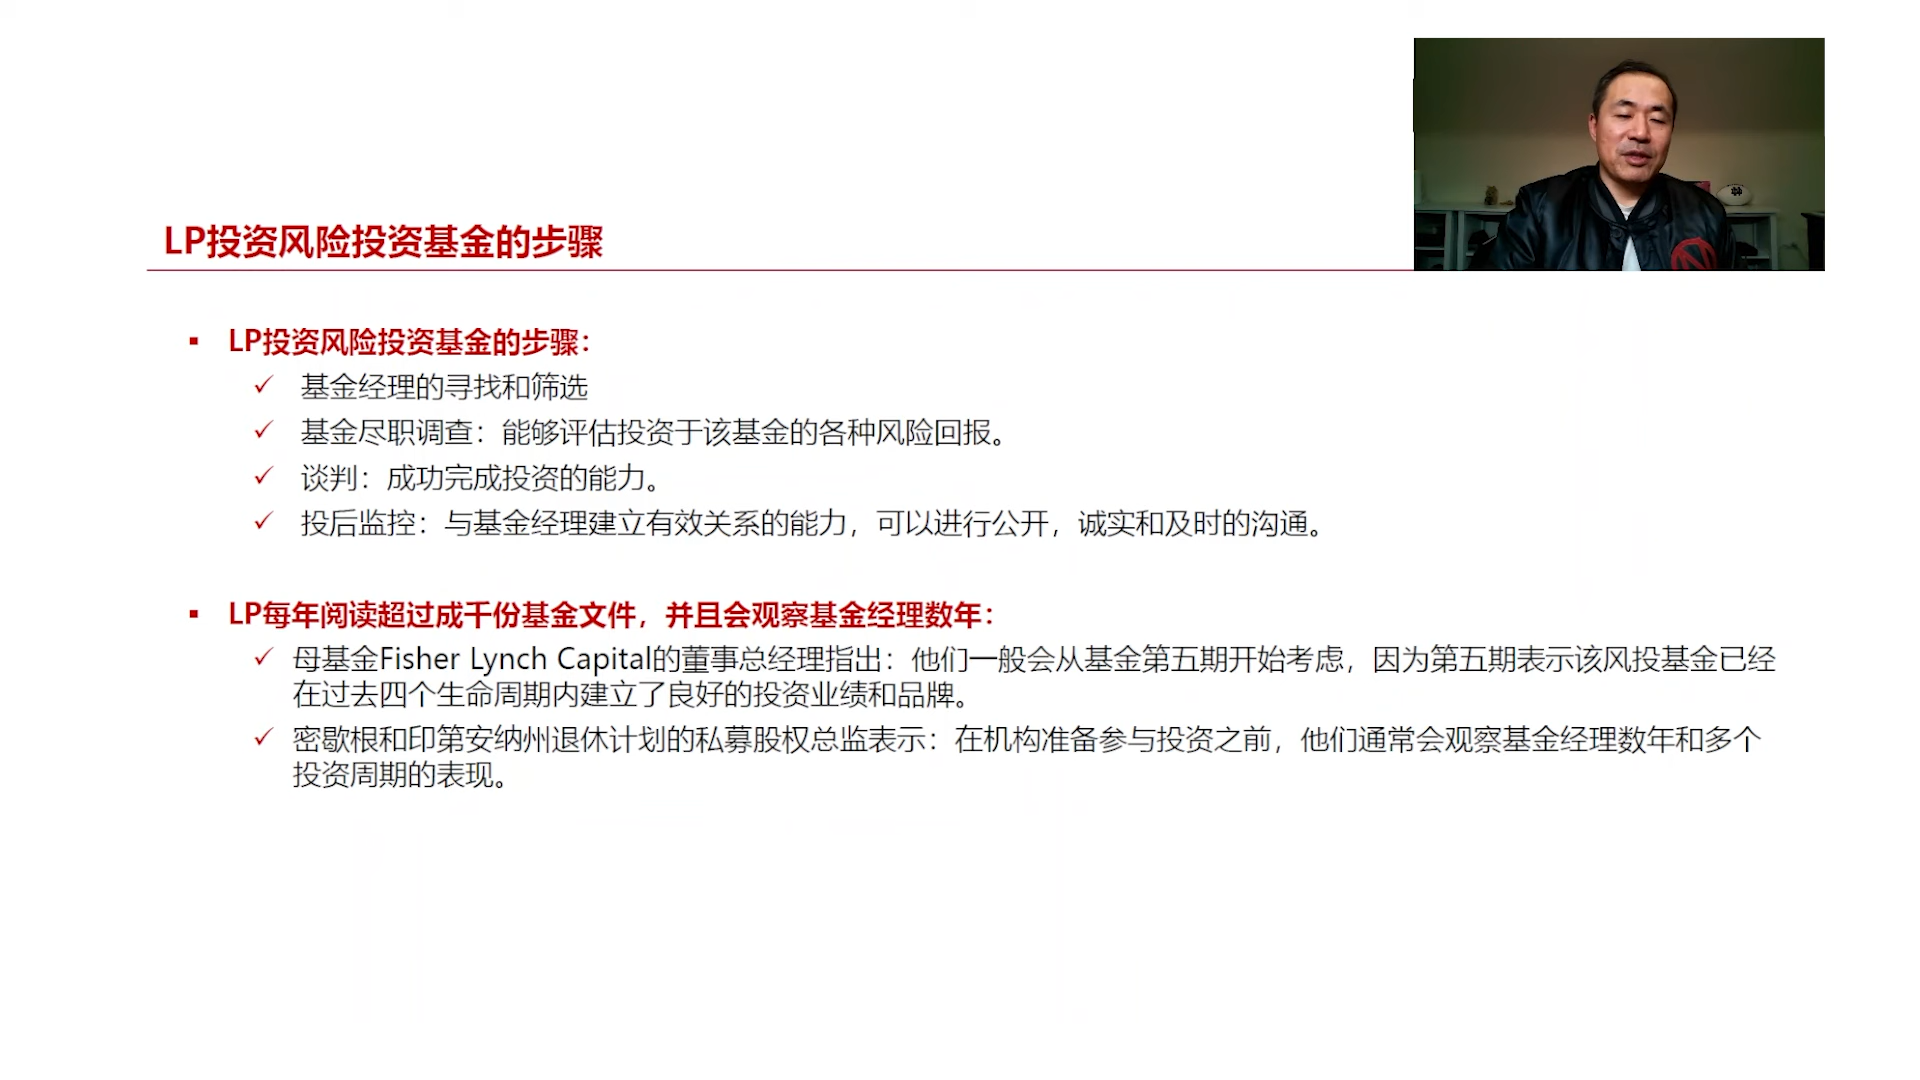 LP投资风险投资基金的步骤
LP投资风险投资基金的步骤：
基金经理的寻找和筛选
基金尽职调查：能够评估投资于该基金的各种风险回报。
谈判：成功完成投资的能力。
投后监控：与基金经理建立有效关系的能力，可以进行公开，诚实和及时的沟通。
LP每年阅读超过成千份基金文件，并且会观察基金经理数年：
母基金Fisher Lynch Capital的董事总经理指出：他们一般会从基金第五期开始考虑，因为第五期表示该风投基金已经
在过去四个生命周期内建立了良好的投资业绩和品牌。
密歇根和印第安纳州退休计划的私募股权总监表示：在机构准备参与投资之前，他们通常会观察基金经理数年和多个
投资周期的表现。